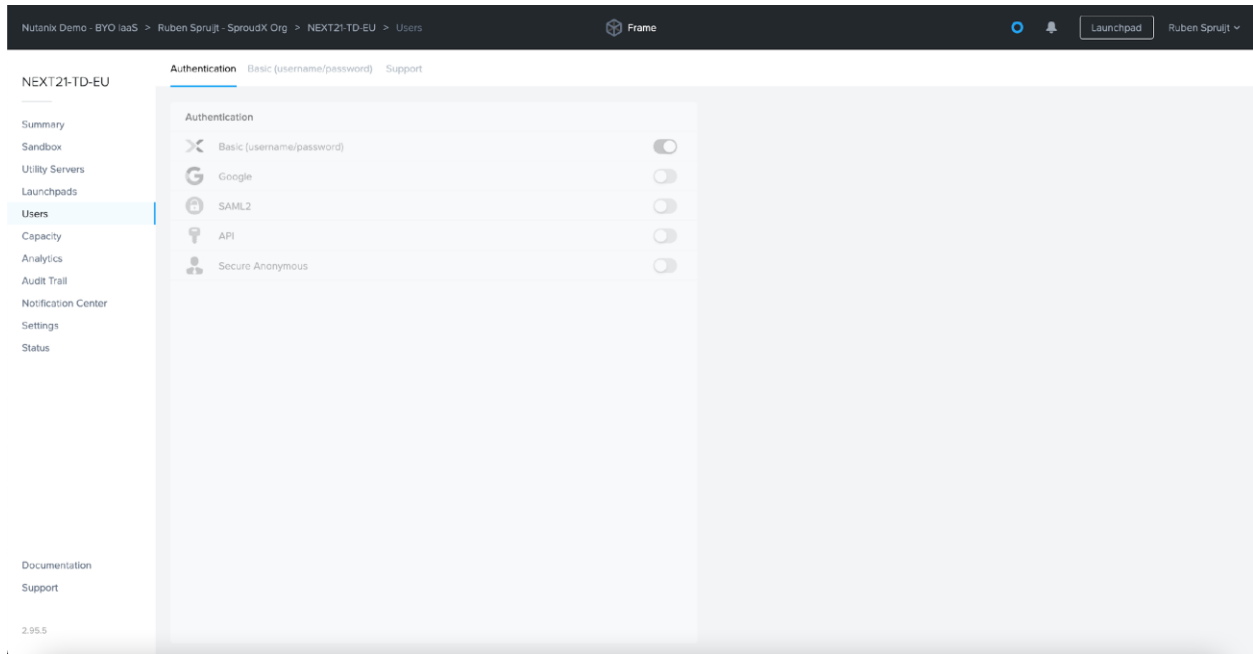 Nutanix Demo - BYO IaaS > Ruben Spruijt - SproudX Org > NEXT21-TD-EU > Users
Frame
Launchpad
Ruben Spruijt
NEXT21-TD-EU
Summary
Sandbox
Utility Servers
Launchpads
Users
Capacity
Analytics
Audit Trail
Notification Center
Settings
Status
Documentation
Support
2.95.5
Authentication Basic (username/password) Support
Authentication
Basic (username/password)
Google
SAML2
API
Secure Anonymous